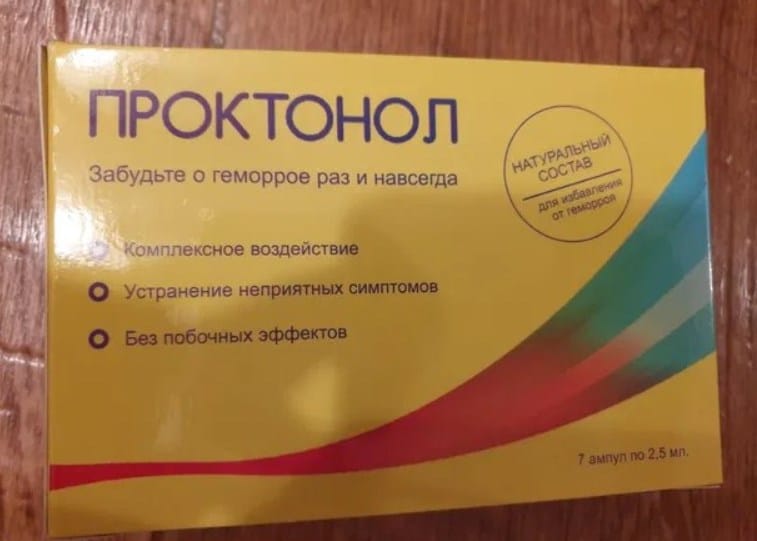 ПРОКТОНОЛ
Забудьте о геморрое раз и навсегда
НАТУРАЛЬНЫЙ
СОСТАВ
для избавления
от геморроя
Комплексное воздействие
Устранение неприятных симптомов
Без побочных эффектов
7 ампул по 2,5 мл.